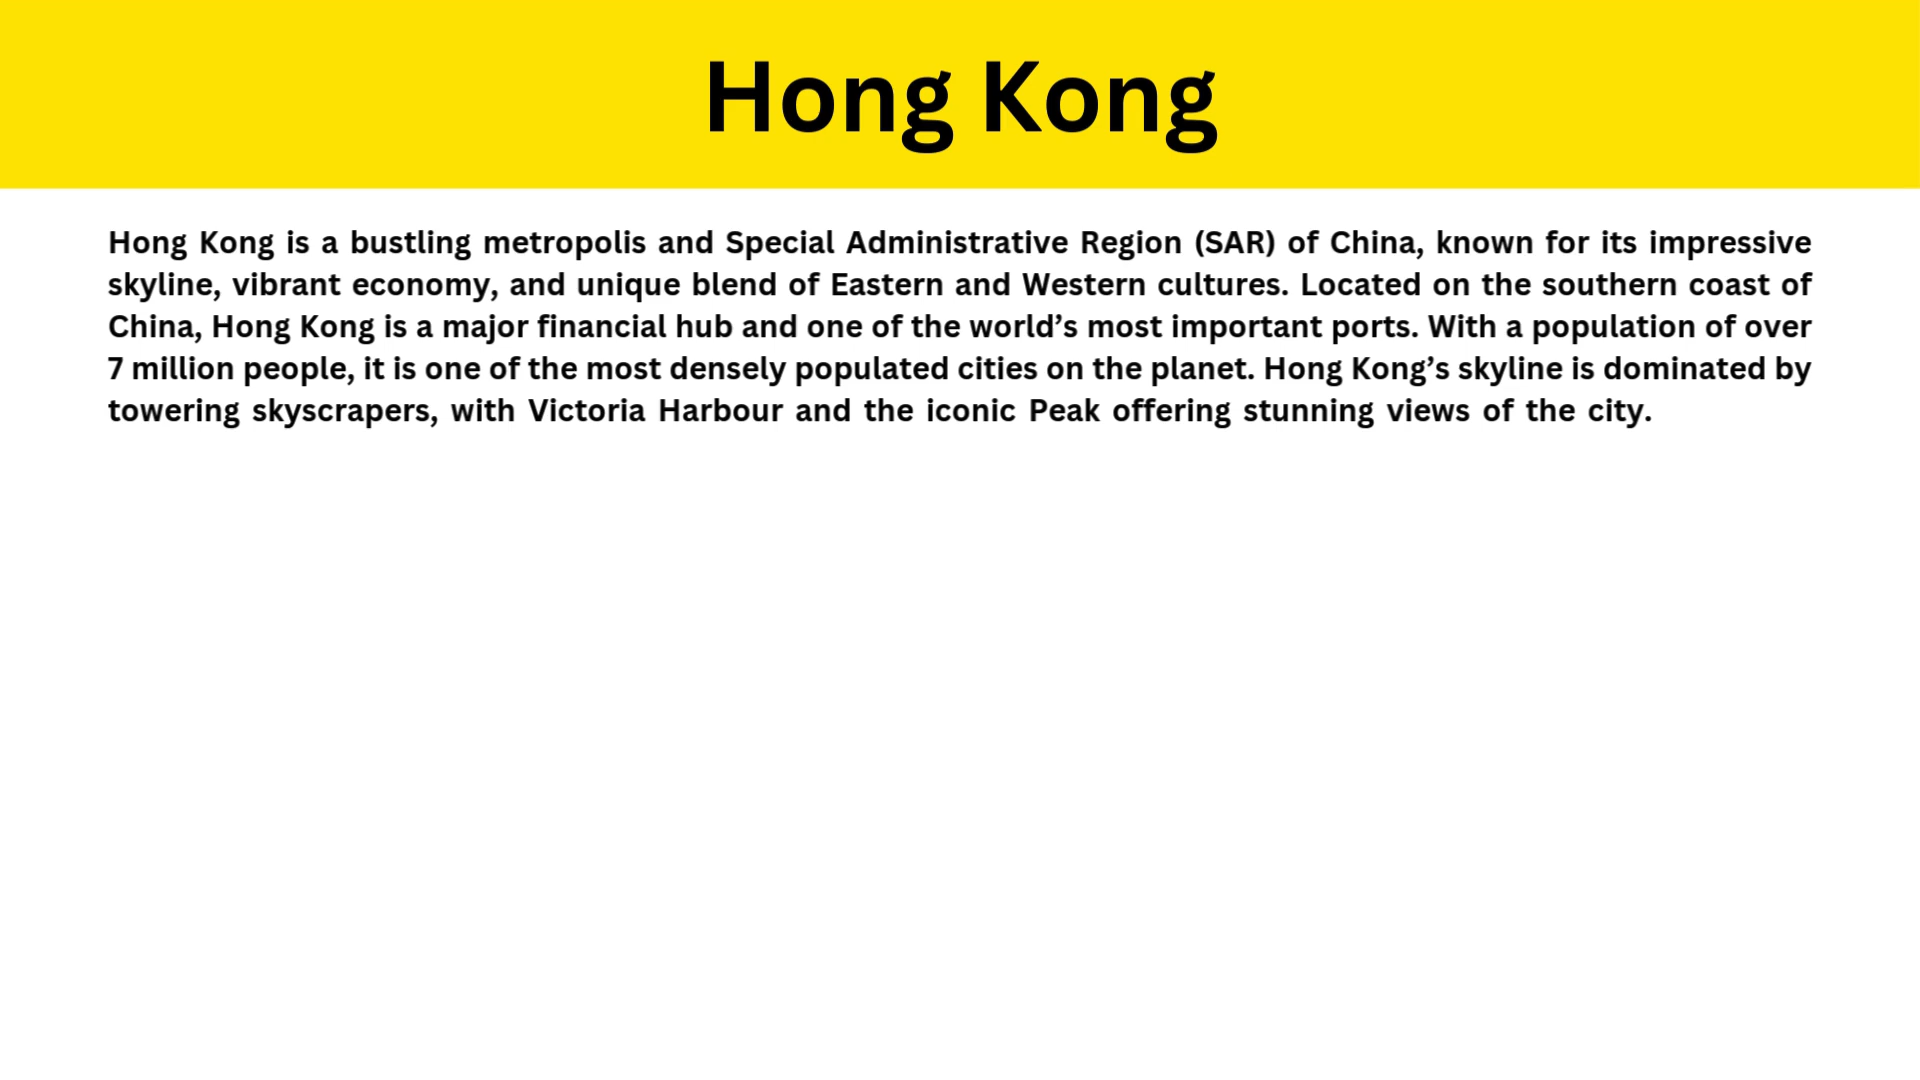 Hong Kong
Hong Kong is a bustling metropolis and Special Administrative Region (SAR) of China, known for its impressive
skyline, vibrant economy, and unique blend of Eastern and Western cultures. Located on the southern coast of
China, Hong Kong is a major financial hub and one of the world’s most important ports. With a population of over
7 million people, it is one of the most densely populated cities on the planet. Hong Kong’s skyline is dominated by
towering skyscrapers, with Victoria Harbour and the iconic Peak offering stunning views of the city.